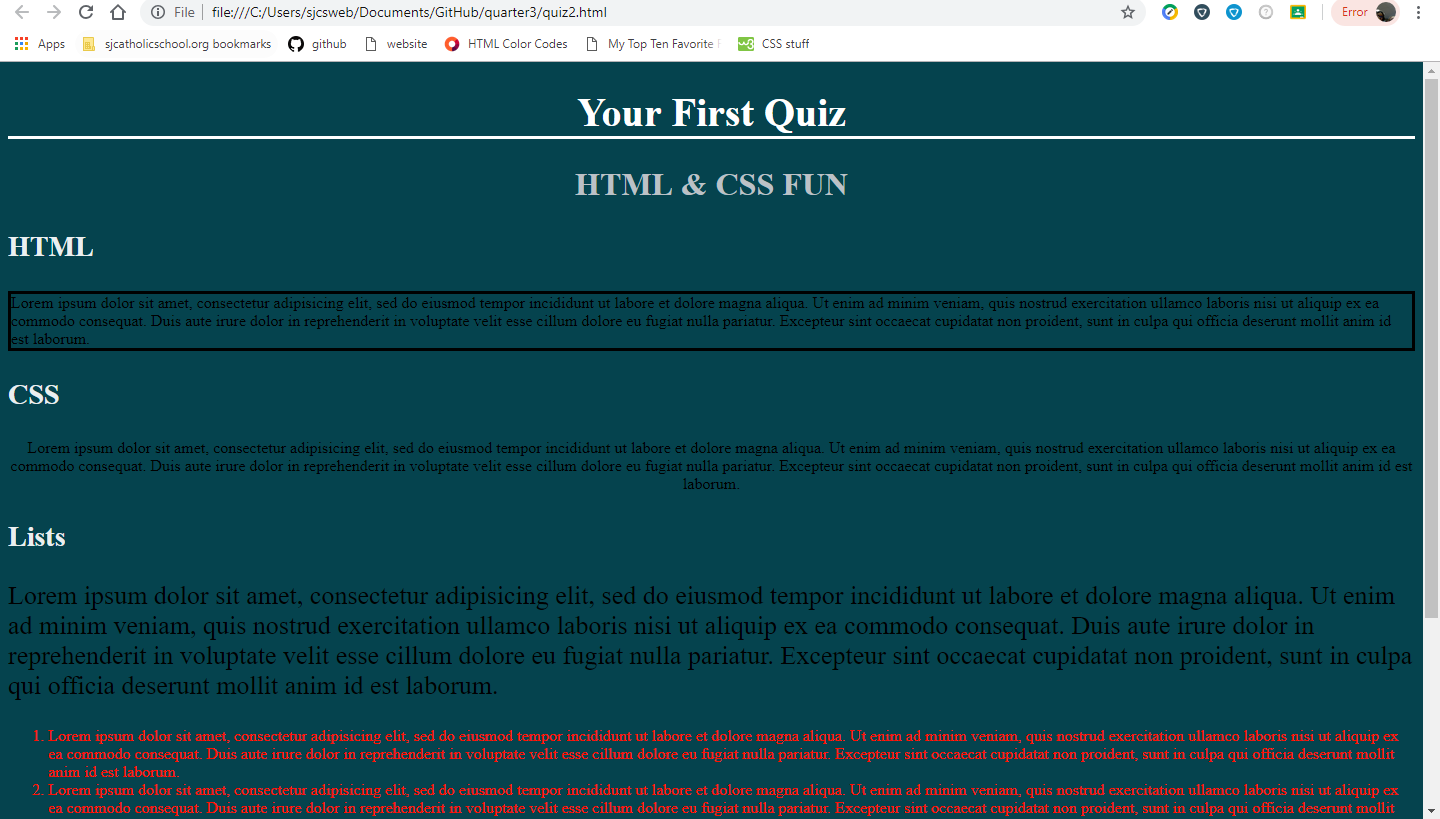 File | file:///C:/Users/sjcsweb/Documents/GitHub/quarter3/quiz2.html Error
Apps sjcatholicschool.org bookmarks github website HTML Color Codes My Top Ten Favorite CSS stuff
Your First Quiz
HTML & CSS FUN
HTML
Lorem ipsum dolor sit amet, consectetur adipisicing elit, sed do eiusmod tempor incididunt ut labore et dolore magna aliqua. Ut enim ad minim veniam, quis nostrud exercitation ullamco laboris nisi ut aliquip ex ea
commodo consequat. Duis aute irure dolor in reprehenderit in voluptate velit esse cillum dolore eu fugiat nulla pariatur. Excepteur sint occaecat cupidatat non proident, sunt in culpa qui officia deserunt mollit anim id
est laborum.
CSS
Lorem ipsum dolor sit amet, consectetur adipisicing elit, sed do eiusmod tempor incididunt ut labore et dolore magna aliqua. Ut enim ad minim veniam, quis nostrud exercitation ullamco laboris nisi ut aliquip ex ea
commodo consequat. Duis aute irure dolor in reprehenderit in voluptate velit esse cillum dolore eu fugiat nulla pariatur. Excepteur sint occaecat cupidatat non proident, sunt in culpa qui officia deserunt mollit anim id est
laborum.
Lists
Lorem ipsum dolor sit amet, consectetur adipisicing elit, sed do eiusmod tempor incididunt ut labore et dolore magna aliqua. Ut enim
ad minim veniam, quis nostrud exercitation ullamco laboris nisi ut aliquip ex ea commodo consequat. Duis aute irure dolor in
reprehenderit in voluptate velit esse cillum dolore eu fugiat nulla pariatur. Excepteur sint occaecat cupidatat non proident, sunt in culpa
qui officia deserunt mollit anim id est laborum.
1. Lorem ipsum dolor sit amet, consectetur adipisicing elit, sed do eiusmod tempor incididunt ut labore et dolore magna aliqua. Ut enim ad minim veniam, quis nostrud exercitation ullamco laboris nisi ut aliquip ex
ea commodo consequat. Duis aute irure dolor in reprehenderit in voluptate velit esse cillum dolore eu fugiat nulla pariatur. Excepteur sint occaecat cupidatat non proident, sunt in culpa qui officia deserunt mollit
anim id est laborum.
2. Lorem ipsum dolor sit amet, consectetur adipisicing elit, sed do eiusmod tempor incididunt ut labore et dolore magna aliqua. Ut enim ad minim veniam, quis nostrud exercitation ullamco laboris nisi ut aliquip ex
ea commodo consequat. Duis aute irure dolor in reprehenderit in voluptate velit esse cillum dolore eu fugiat nulla pariatur. Excepteur sint occaecat cupidatat non proident, sunt in culpa qui officia deserunt mollit